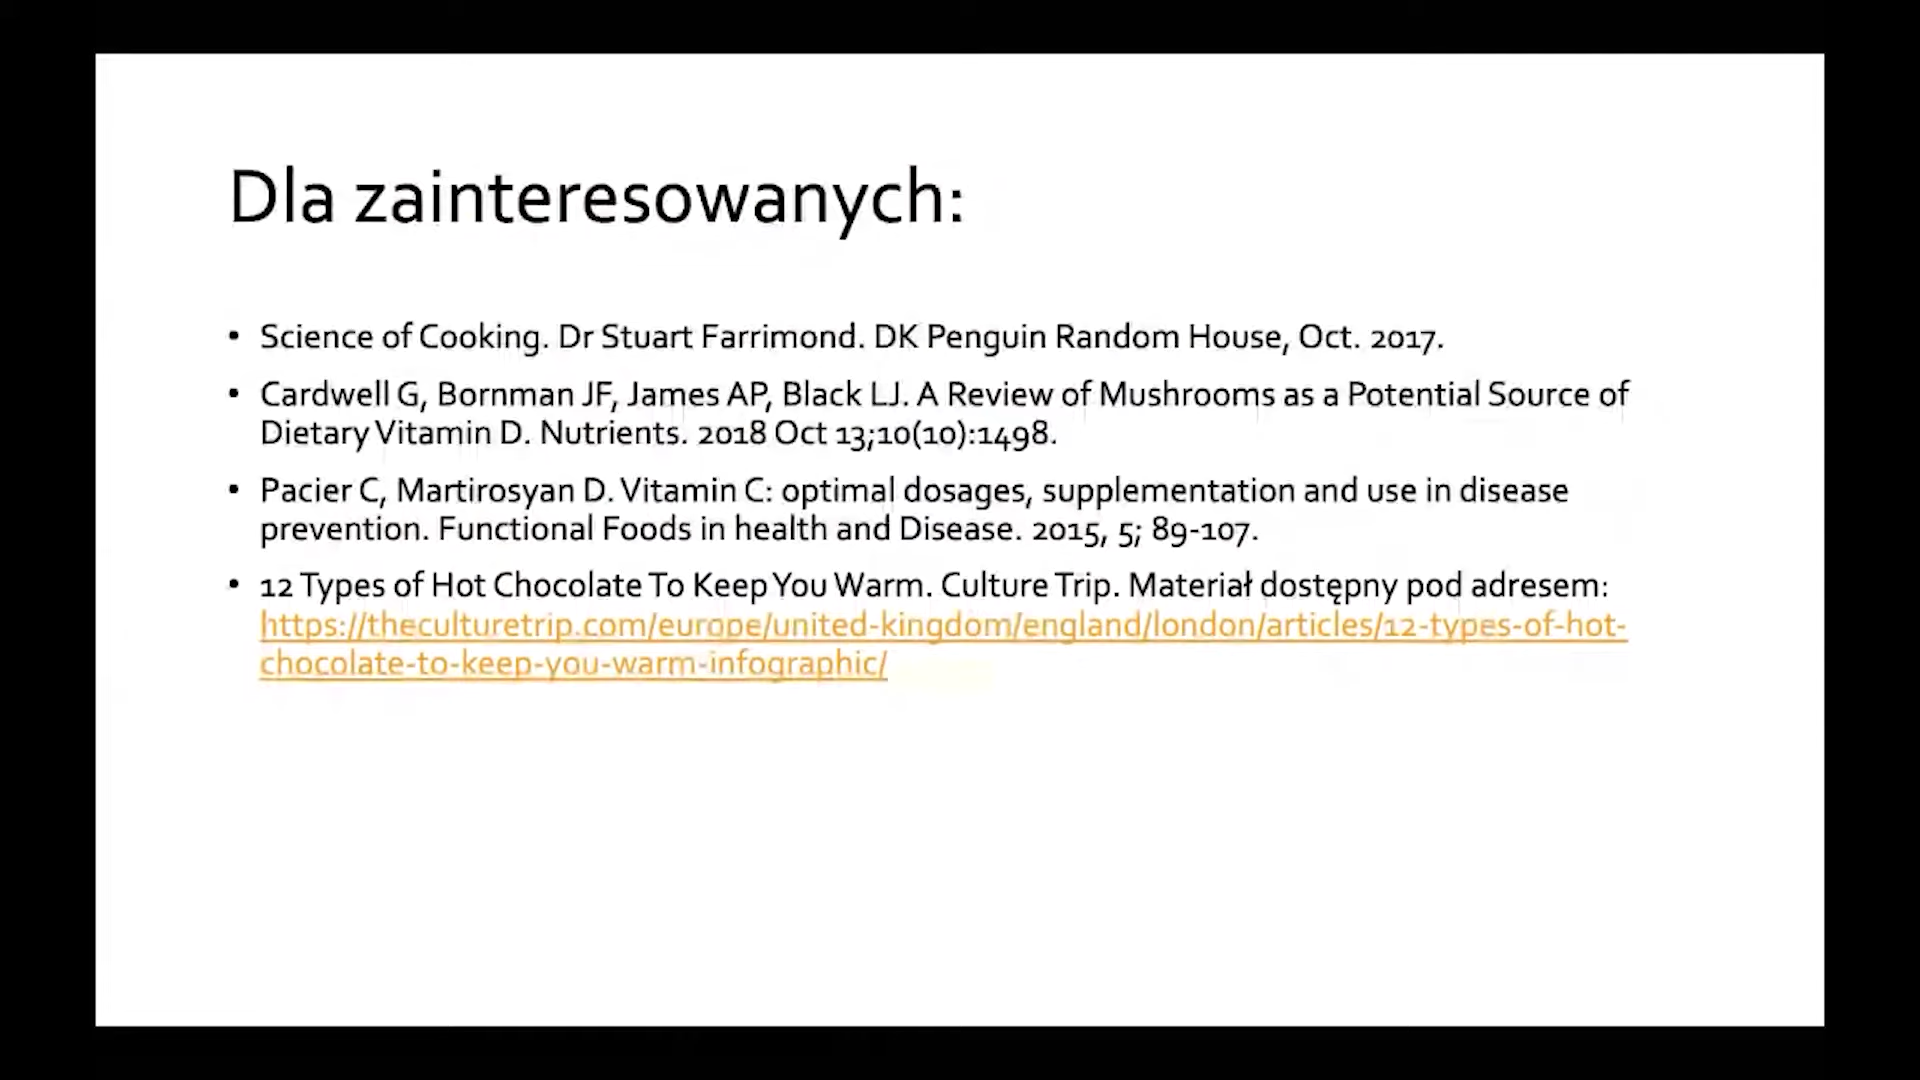 Dla zainteresowanych:
• Science of Cooking. Dr Stuart Farrimond. DK Penguin Random House, Oct. 2017.
• Cardwell G, Bornman JF, James AP, Black LJ. A Review of Mushrooms as a Potential Source of
Dietary Vitamin D. Nutrients. 2018 Oct 13;10(10):1498.
• Pacier C, Martirosyan D. Vitamin C: optimal dosages, supplementation and use in disease
prevention. Functional Foods in health and Disease. 2015, 5; 89-107.
• 12 Types of Hot Chocolate To Keep You Warm. Culture Trip. Materiał dostępny pod adresem:
https://theculturetrip.com/europe/united-kingdom/england/london/articles/12-types-of-hot-
chocolate-to-keep-you-warm-infographic/